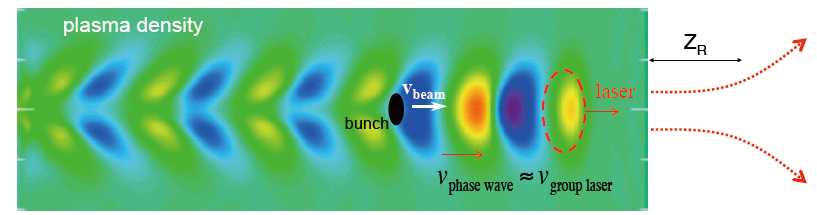 plasma density
Z_R
v_beam
laser
bunch
v_phase wave ≈ v_group laser